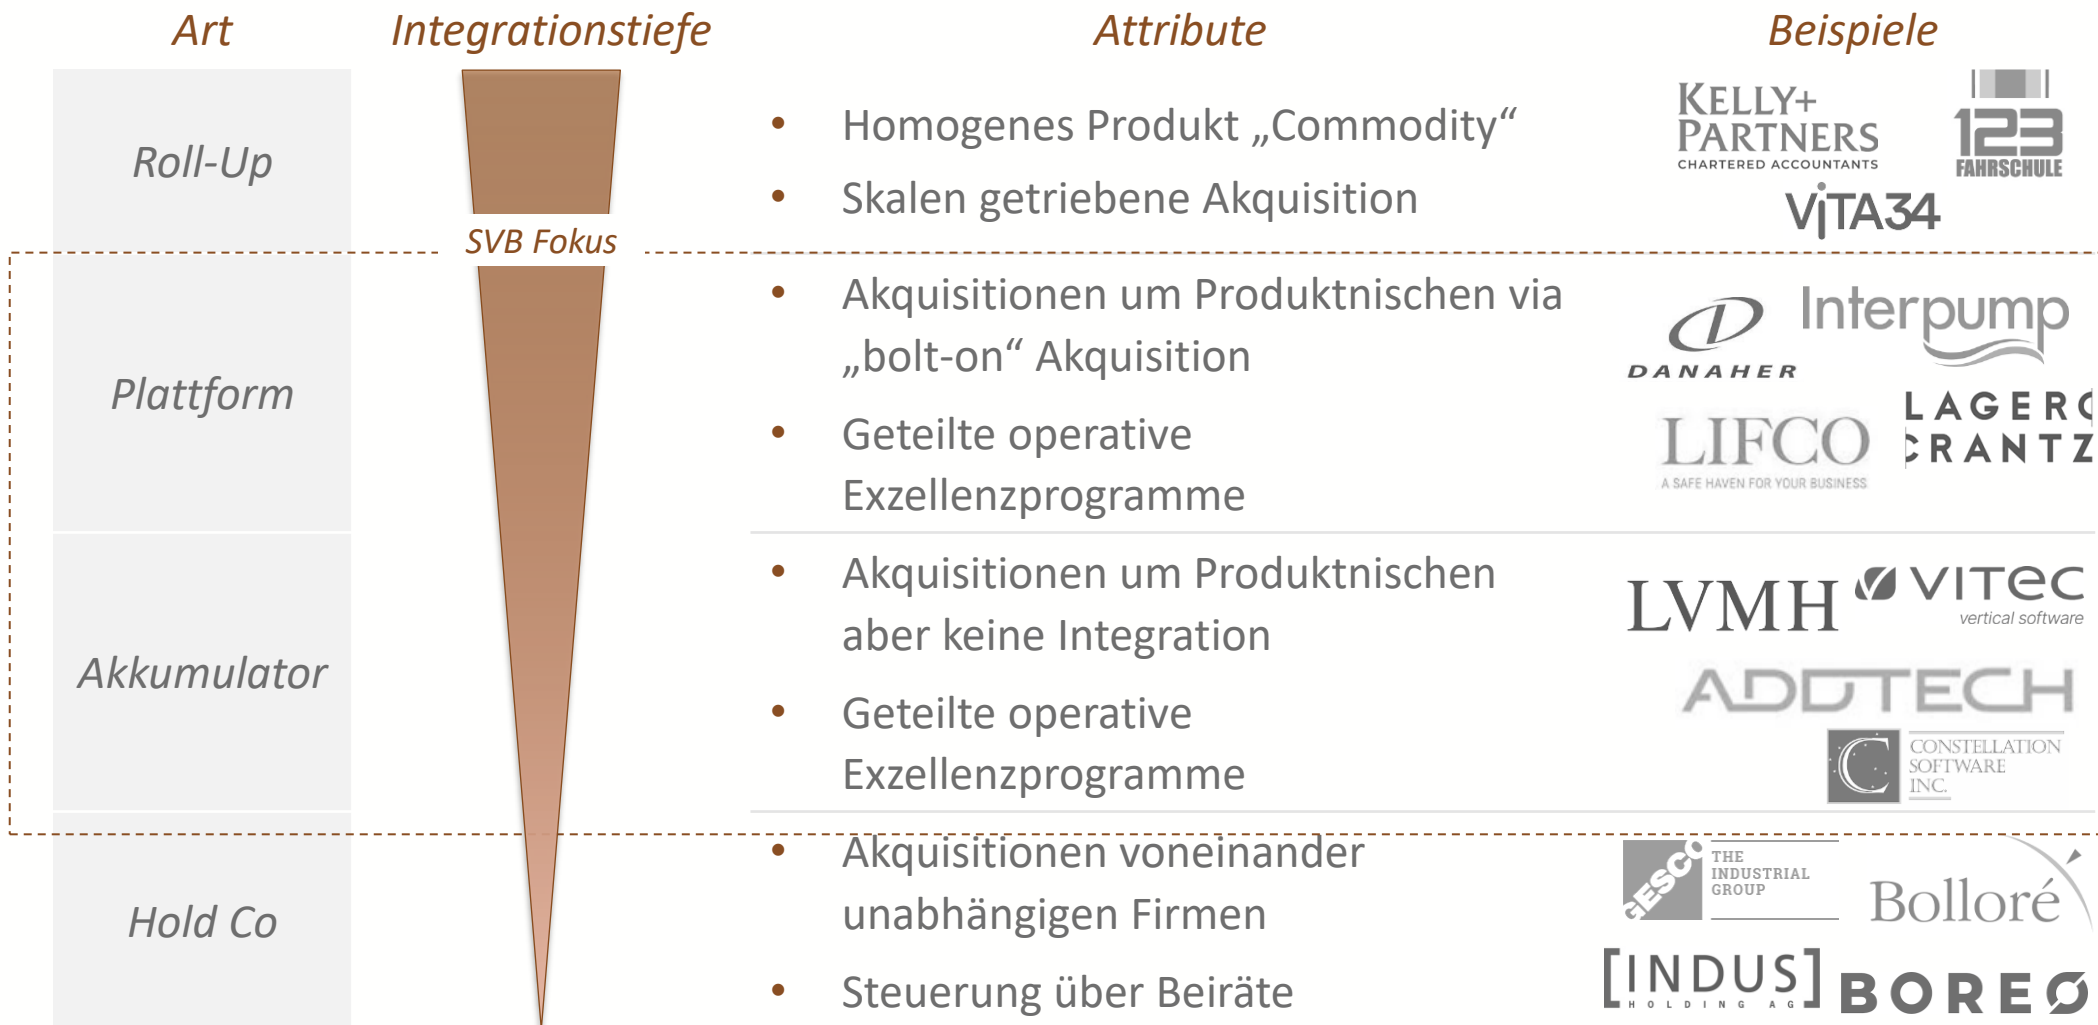 Art
Integrationstiefe
Attribute
Beispiele
Roll-Up
• Homogenes Produkt „Commodity“
• Skalen getriebene Akquisition
KELLY+
PARTNERS
CHARTERED ACCOUNTANTS
123
FAHRSCHULE
ViTA34
SVB Fokus
Plattform
• Akquisitionen um Produktnischen via
„bolt-on“ Akquisition
• Geteilte operative
Exzellenzprogramme
DANAHER
Interpump
LIFCO
A SAFE HAVEN FOR YOUR BUSINESS
LAGERC
CRANTZ
Akkumulator
• Akquisitionen um Produktnischen
aber keine Integration
• Geteilte operative
Exzellenzprogramme
LVMH
VITEC
vertical software
ADDTECH
C
CONSTELLATION
SOFTWARE
INC.
Hold Co
• Akquisitionen voneinander
unabhängigen Firmen
• Steuerung über Beiräte
GESCO
THE
INDUSTRIAL
GROUP
Bolloré
[INDUS]
HOLDING AG
BOREO